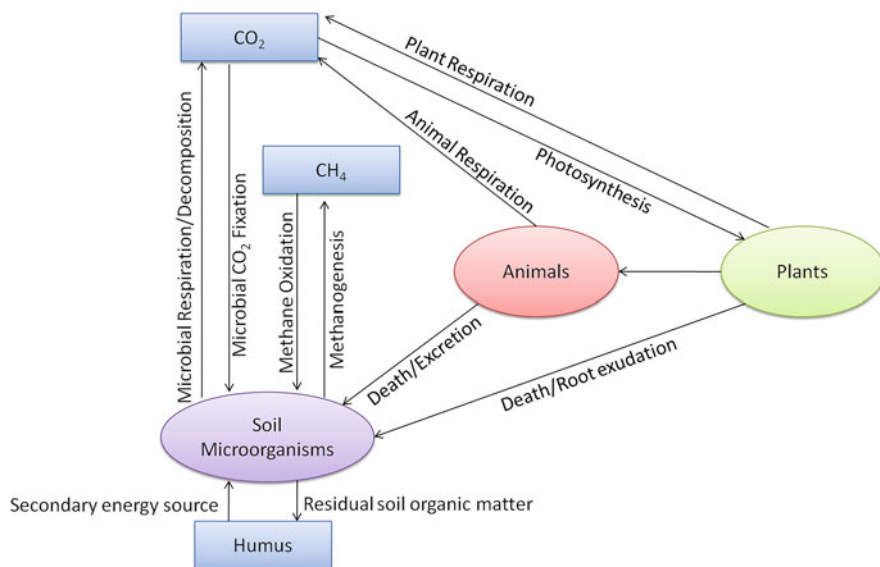 CO₂
Plant Respiration
Animal Respiration
Photosynthesis
Microbial Respiration/Decomposition
Microbial CO₂ Fixation
CH₄
Methane Oxidation
Methanogenesis
Animals
Plants
Death/Excretion
Death/Root exudation
Soil
Microorganisms
Secondary energy source
Residual soil organic matter
Humus